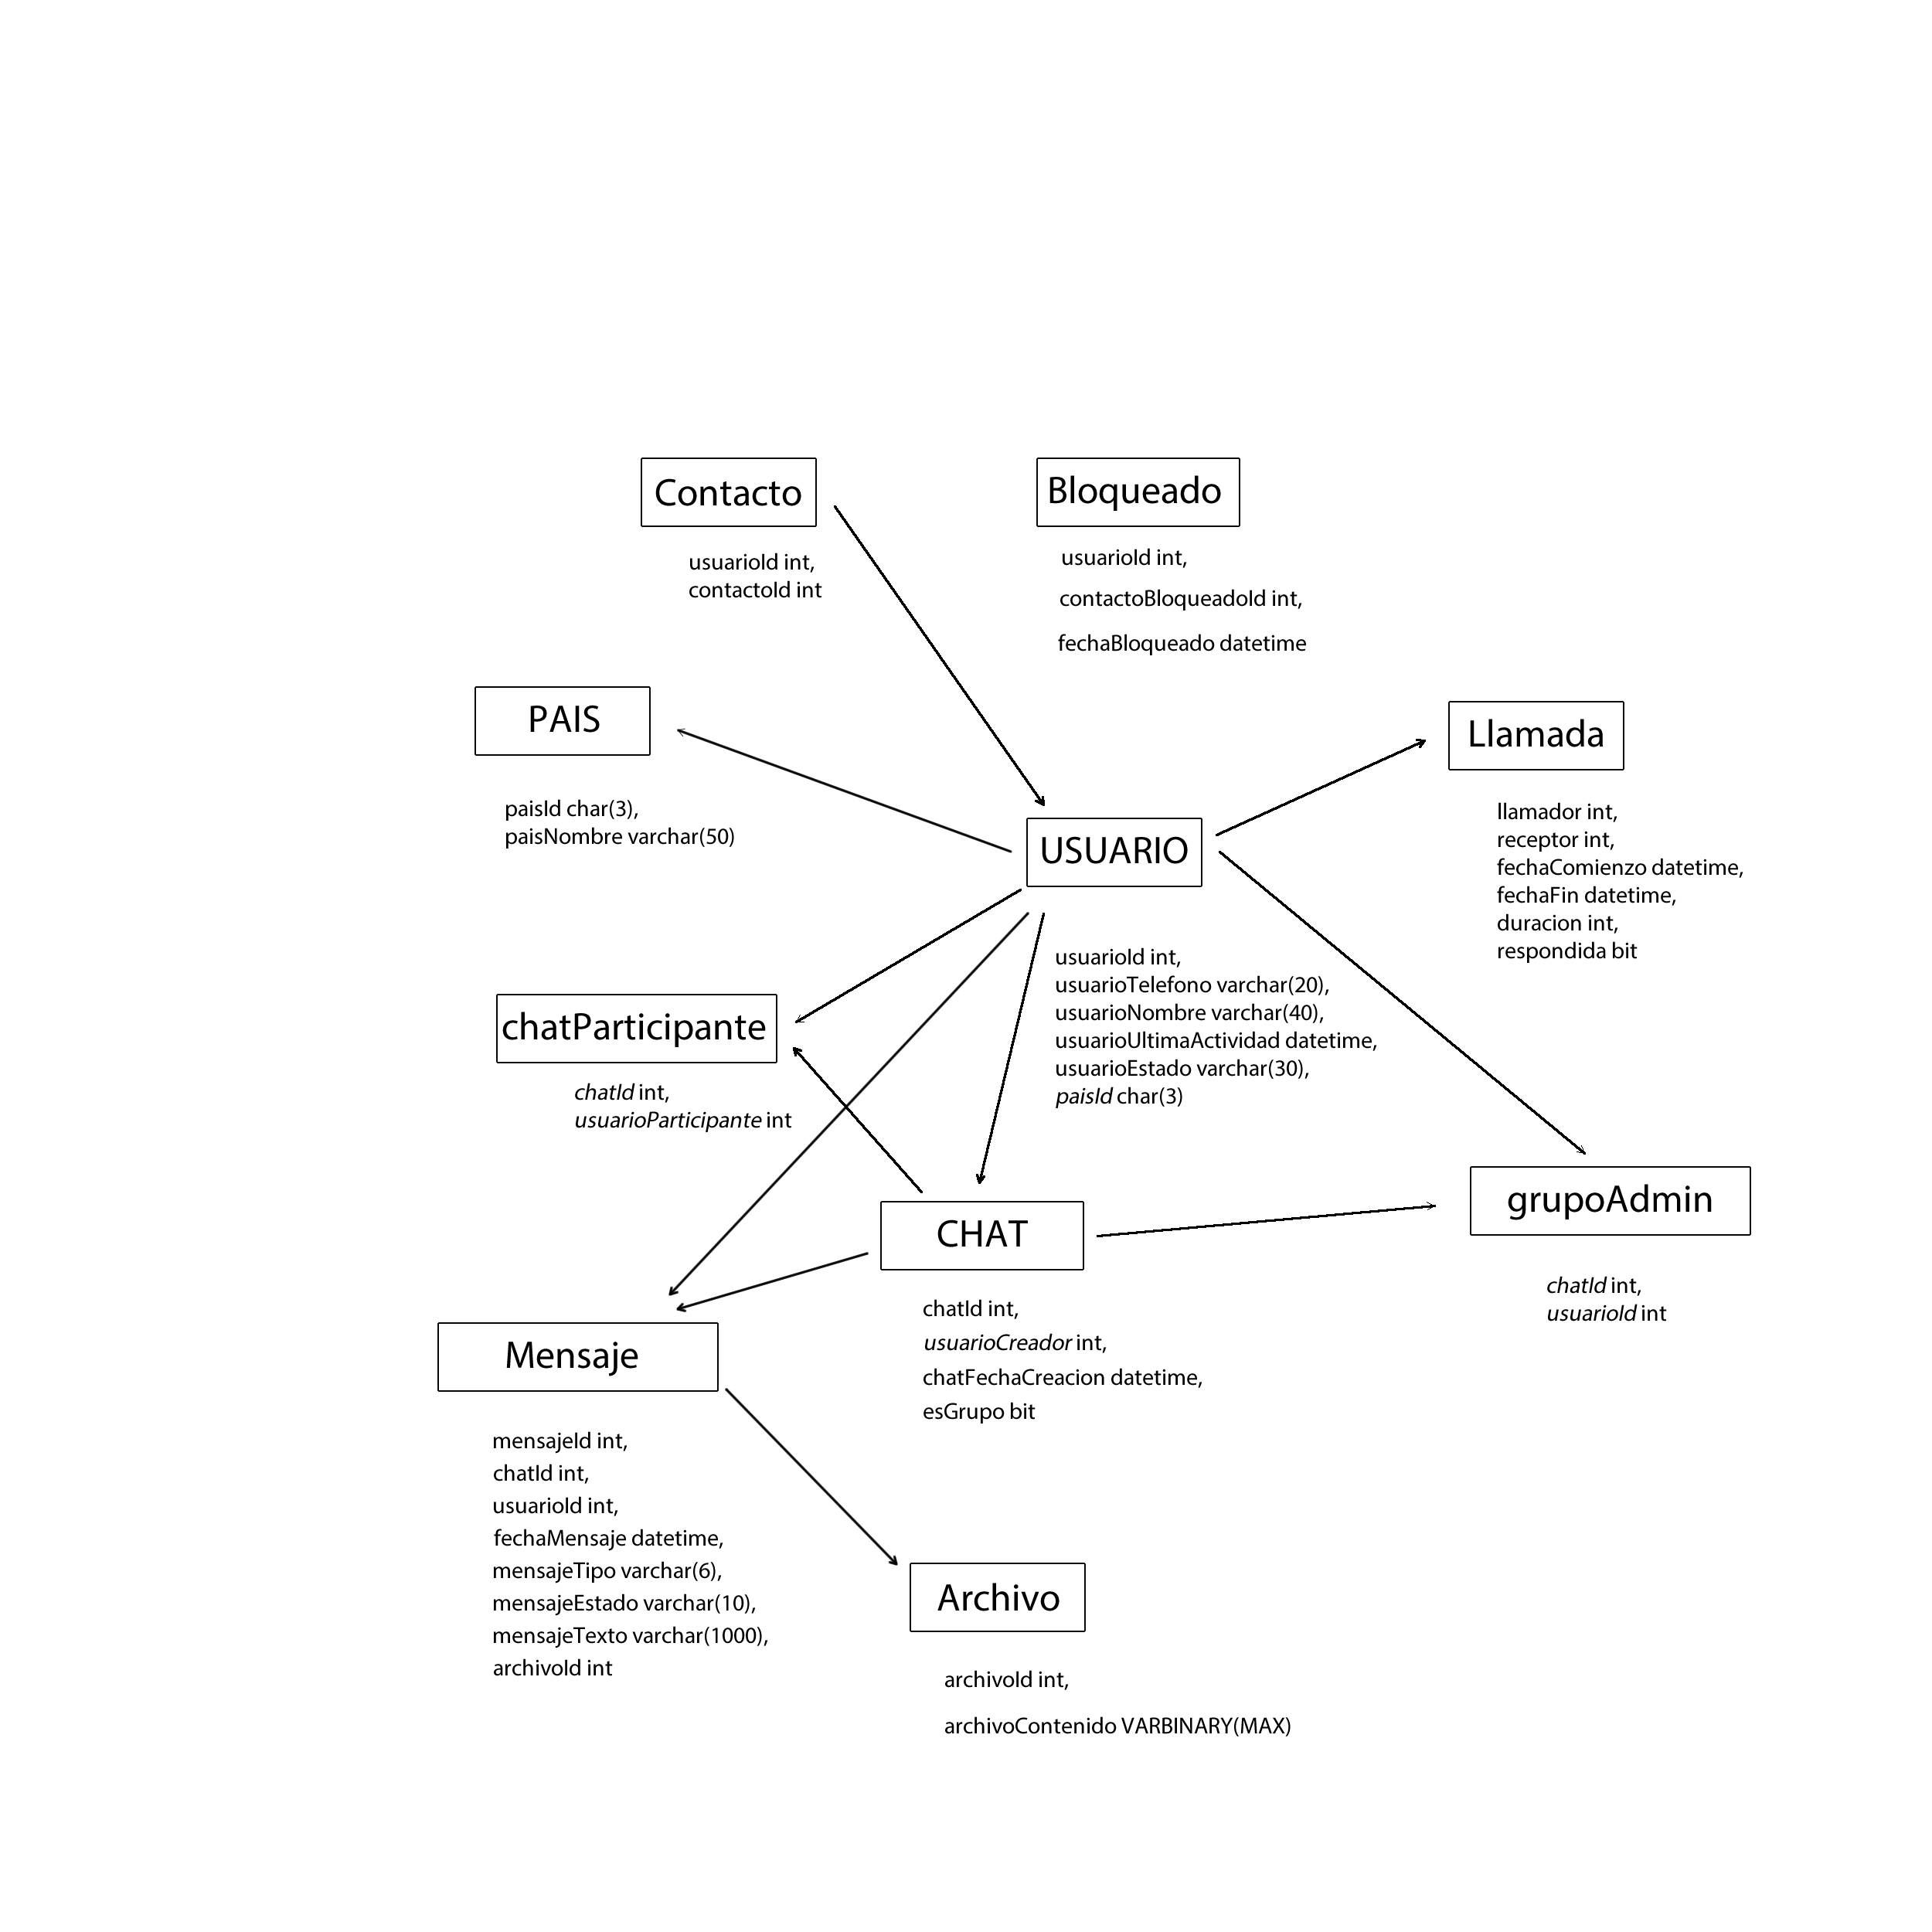 Contacto
usuarioId int,
contactoId int
Bloqueado
usuarioId int,
contactoBloqueadoId int,
fechaBloqueado datetime
PAIS
paisId char(3),
paisNombre varchar(50)
Llamada
llamador int,
receptor int,
fechaComienzo datetime,
fechaFin datetime,
duracion int,
respondida bit
USUARIO
usuarioId int,
usuarioTelefono varchar(20),
usuarioNombre varchar(40),
usuarioUltimaActividad datetime,
usuarioEstado varchar(30),
paisId char(3)
chatParticipante
chatId int,
usuarioParticipante int
CHAT
chatId int,
usuarioCreador int,
chatFechaCreacion datetime,
esGrupo bit
grupoAdmin
chatId int,
usuarioId int
Mensaje
mensajeId int,
chatId int,
usuarioId int,
fechaMensaje datetime,
mensajeTipo varchar(6),
mensajeEstado varchar(10),
mensajeTexto varchar(1000),
archivoId int
Archivo
archivoId int,
archivoContenido VARBINARY(MAX)